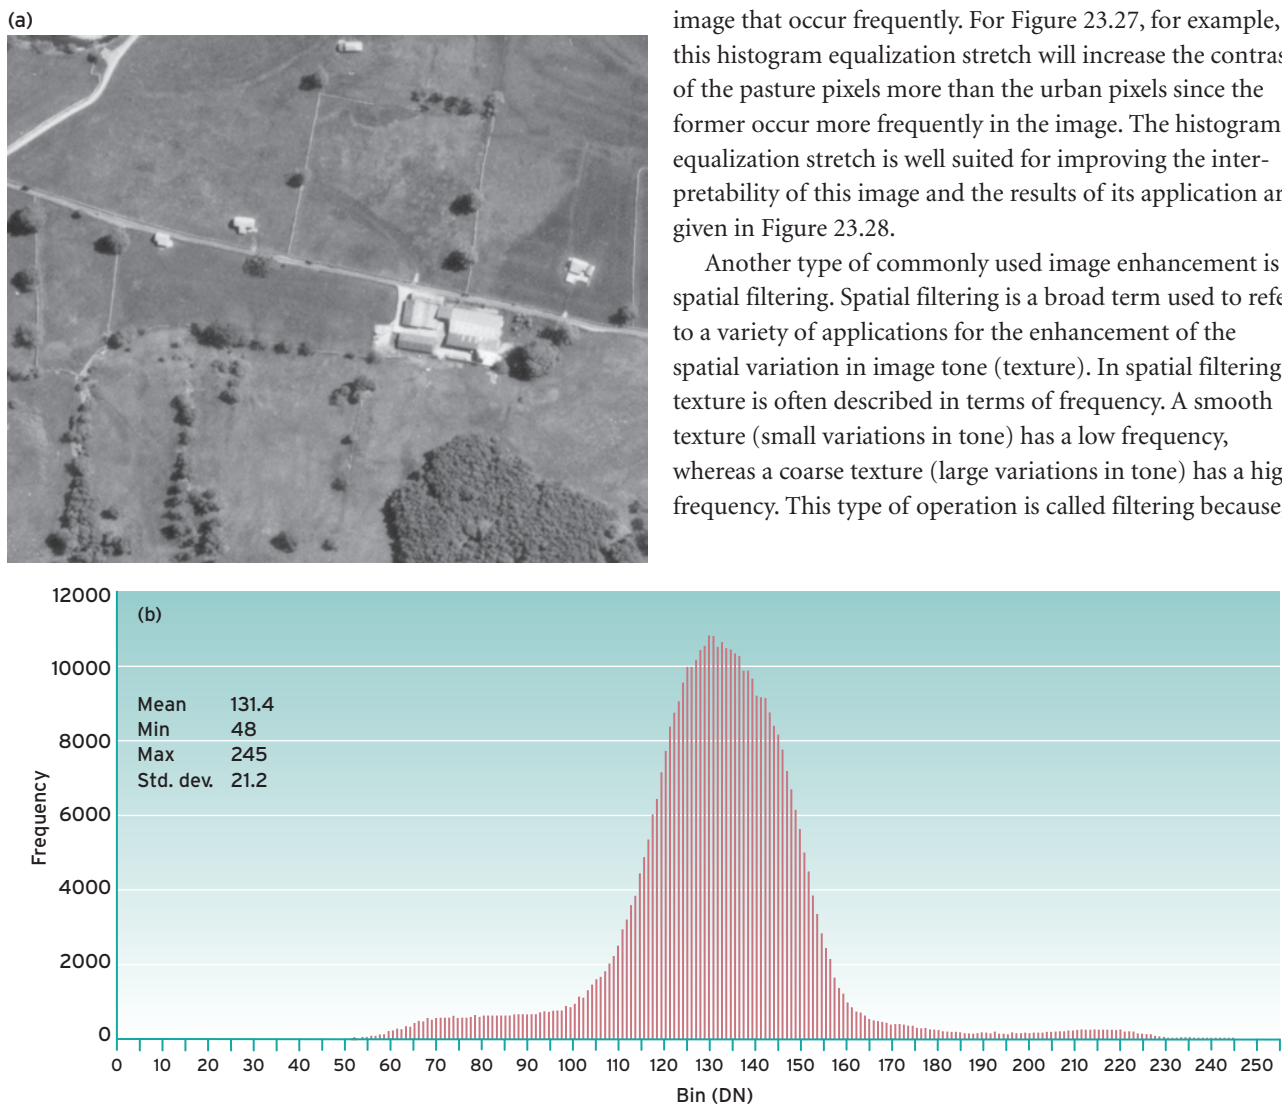 (a)
image that occur frequently. For Figure 23.27, for example,
this histogram equalization stretch will increase the contras
of the pasture pixels more than the urban pixels since the
former occur more frequently in the image. The histogram
equalization stretch is well suited for improving the inter-
pretability of this image and the results of its application ar
given in Figure 23.28.
Another type of commonly used image enhancement is
spatial filtering. Spatial filtering is a broad term used to refe
to a variety of applications for the enhancement of the
spatial variation in image tone (texture). In spatial filtering
texture is often described in terms of frequency. A smooth
texture (small variations in tone) has a low frequency,
whereas a coarse texture (large variations in tone) has a hig
frequency. This type of operation is called filtering because
(b)
12000
10000
8000
6000
4000
2000
0
Frequency
Mean 131.4
Min 48
Max 245
Std. dev. 21.2
0 10 20 30 40 50 60 70 80 90 100 110 120 130 140 150 160 170 180 190 200 210 220 230 240 250
Bin (DN)